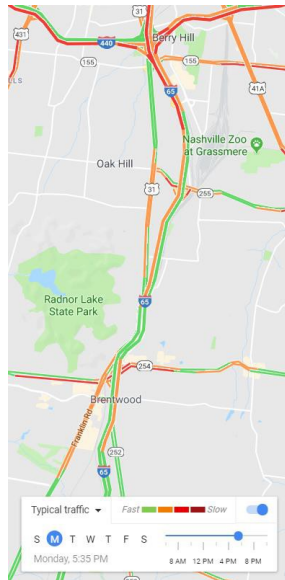 31
431
440
Berry Hill
155
155
LLS
41A
65
Nashville Zoo
at Grassmere
Oak Hill
31
255
Radnor Lake
State Park
65
254
Brentwood
Franklin Rd
252
65
Typical traffic Fast Slow
S M T W T F S
Monday, 5:35 PM 8 AM 12 PM 4 PM 8 PM